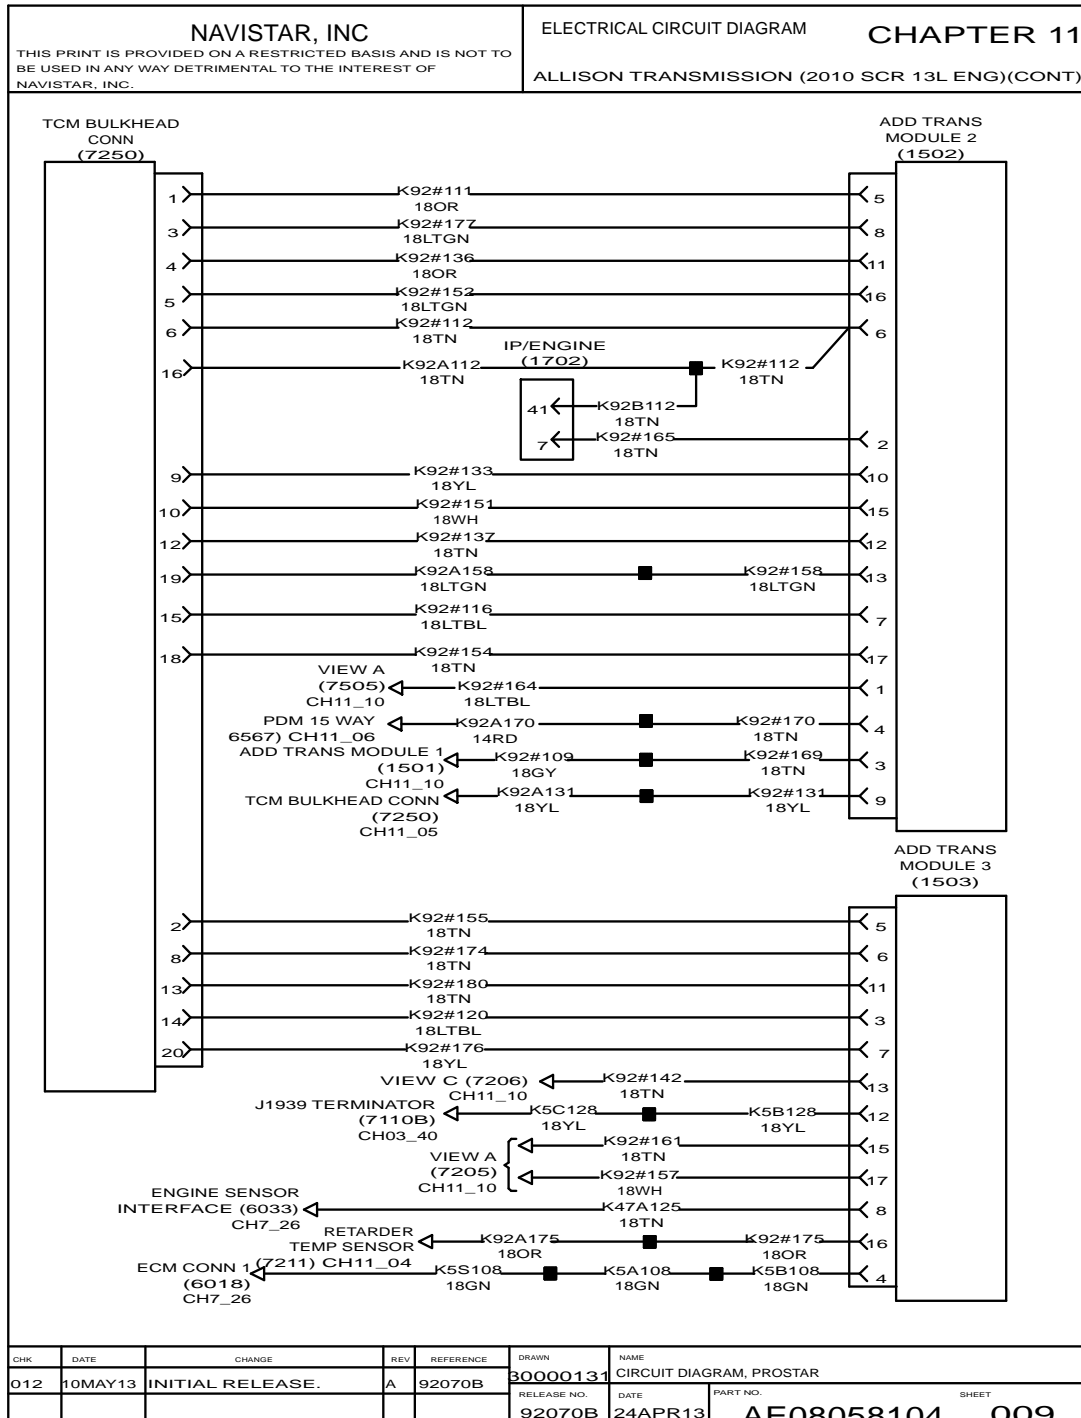 NAVISTAR, INC
THIS PRINT IS PROVIDED ON A RESTRICTED BASIS AND IS NOT TO
BE USED IN ANY WAY DETRIMENTAL TO THE INTEREST OF
NAVISTAR, INC.
ELECTRICAL CIRCUIT DIAGRAM
CHAPTER 11
ALLISON TRANSMISSION (2010 SCR 13L ENG)(CONT)
TCM BULKHEAD
CONN
(7250)
ADD TRANS
MODULE 2
(1502)
1 K92#111 5
18OR
3 K92#177 8
18LTGN
4 K92#136 11
18OR
5 K92#152 16
18LTGN
6 K92#112 6
18TN
IP/ENGINE
(1702)
16 K92A112 K92#112
18TN 18TN
41 K92B112
18TN
7 K92#165 2
18TN
9 K92#133 10
18YL
10 K92#151 15
18WH
12 K92#137 12
18TN
19 K92A158 K92#158 13
18LTGN 18LTGN
15 K92#116 7
18LTBL
18 K92#154 17
18TN
VIEW A
(7505) K92#164 1
CH11_10 18LTBL
PDM 15 WAY K92A170 K92#170 4
6567) CH11_06 14RD 18TN
ADD TRANS MODULE 1 K92#109 K92#169 3
(1501) 18GY 18TN
CH11_10
TCM BULKHEAD CONN K92A131 K92#131 9
(7250) 18YL 18YL
CH11_05
ADD TRANS
MODULE 3
(1503)
2 K92#155 5
18TN
8 K92#174 6
18TN
13 K92#180 11
18TN
14 K92#120 3
18LTBL
20 K92#176 7
18YL
VIEW C (7206) K92#142 13
CH11_10 18TN
J1939 TERMINATOR K5C128 K5B128 12
(7110B) 18YL 18YL
CH03_40
K92#161 15
18TN
VIEW A
(7205) K92#157 17
CH11_10 18WH
ENGINE SENSOR
INTERFACE (6033) K47A125 8
CH7_26 18TN
RETARDER
TEMP SENSOR K92A175 K92#175 16
(7211) CH11_04 18OR 18OR
ECM CONN 1 K5S108 K5A108 K5B108 4
(6018) 18GN 18GN 18GN
CH7_26
CHK DATE CHANGE REV REFERENCE DRAWN NAME
012 10MAY13 INITIAL RELEASE. A 92070B 30000131 CIRCUIT DIAGRAM, PROSTAR
RELEASE NO. DATE PART NO. SHEET
92070B 24APR13 AE08058104 009